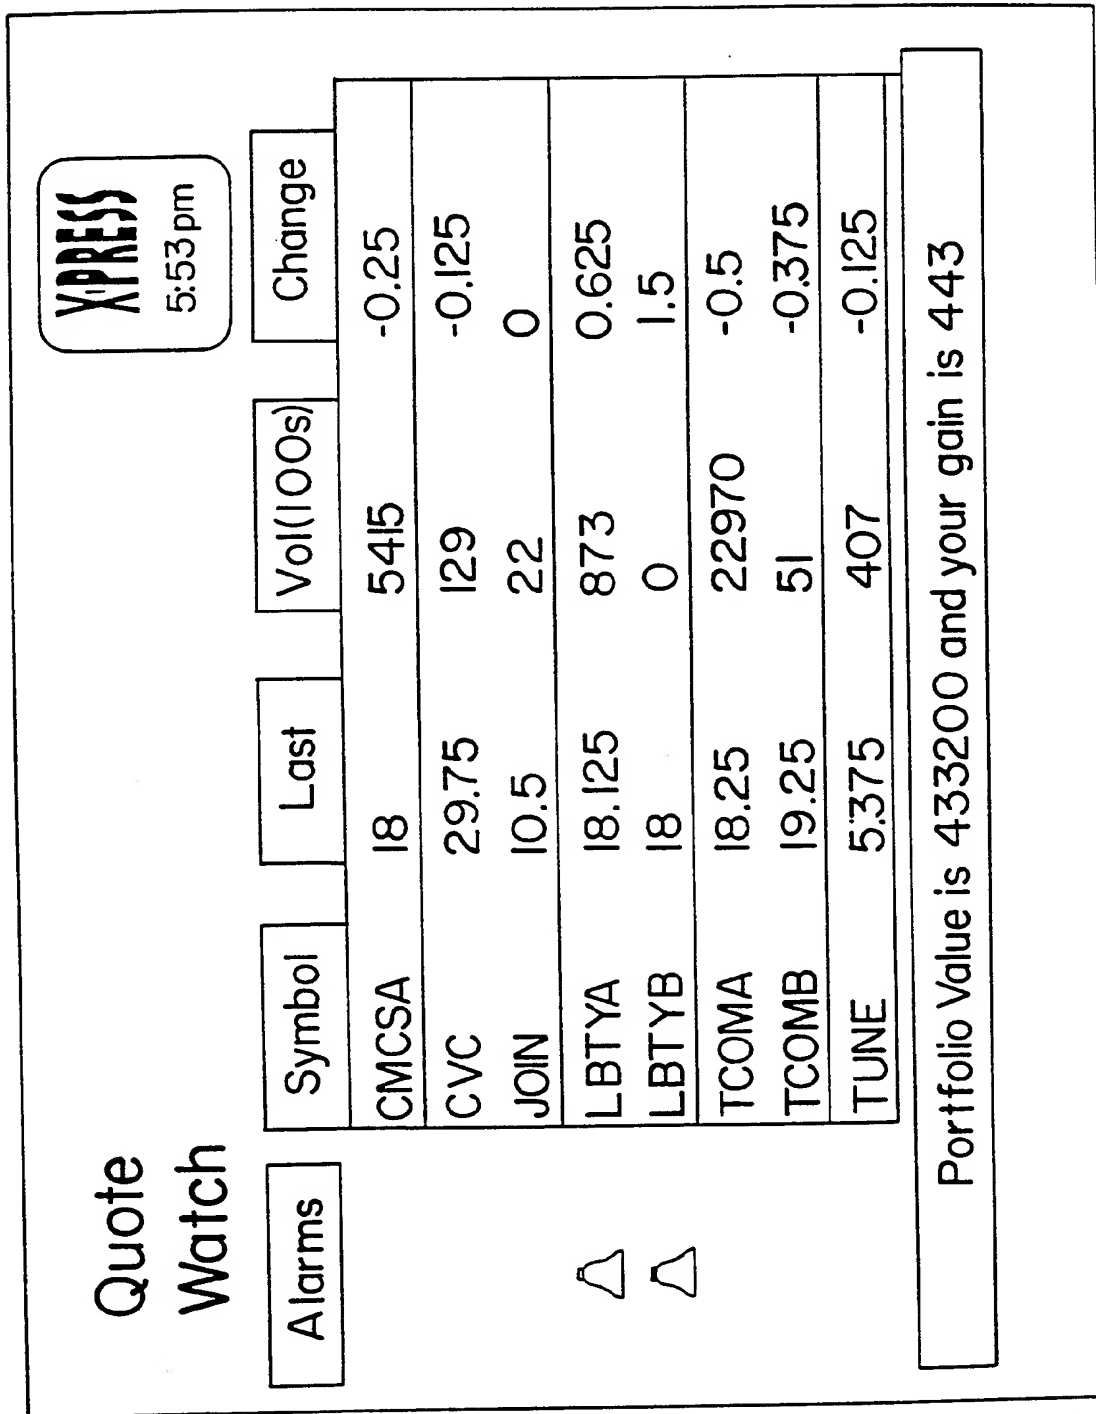 Quote
Watch
X·PRESS
5:53pm
Alarms Symbol Last Vol(100s) Change
CMCSA 18 5415 -0.25
CVC 29.75 129 -0.125
JOIN 10.5 22 0
LBTYA 18.125 873 0.625
LBTYB 18 0 1.5
TCOMA 18.25 22970 -0.5
TCOMB 19.25 51 -0.375
TUNE 5.375 407 -0.125
Portfolio Value is 433200 and your gain is 443